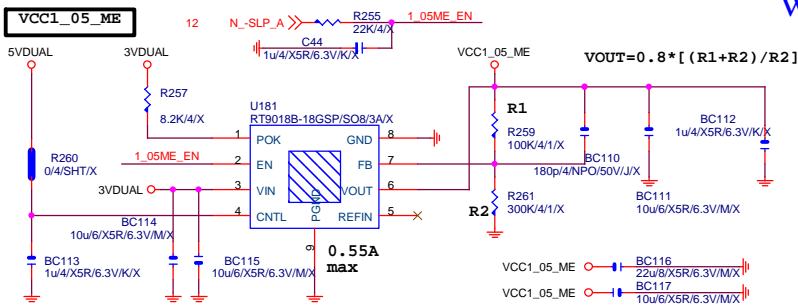 VCC1_05_ME
12 N_-SLP_A
R255
22K/4/X
1_05ME_EN
C44
1u/4/X5R/6.3V/K/X
5VDUAL
3VDUAL
VCC1_05_ME
VOUT=0.8*[(R1+R2)/R2]
R257
8.2K/4/X
U181
RT9018B-18GSP/SO8/3A/X
1 POK
GND 8
1_05ME_EN
2 EN
FB 7
3VDUAL
3 VIN
VOUT 6
4 CNTL
REFIN 5
PGND
9
R260
0/4/SHT/X
R1
R259
100K/4/1/X
BC110
180p/4/NPO/50V/J/X
BC112
1u/4/X5R/6.3V/K/X
R2
R261
300K/4/1/X
BC111
10u/6/X5R/6.3V/M/X
BC114
10u/6/X5R/6.3V/M/X
BC113
1u/4/X5R/6.3V/K/X
BC115
10u/6/X5R/6.3V/M/X
0.55A
max
VCC1_05_ME
BC116
22u/8/X5R/6.3V/M/X
VCC1_05_ME
BC117
10u/6/X5R/6.3V/M/X